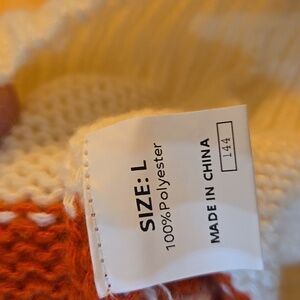 SIZE: L
100%Polyester
MADE IN CHINA
144